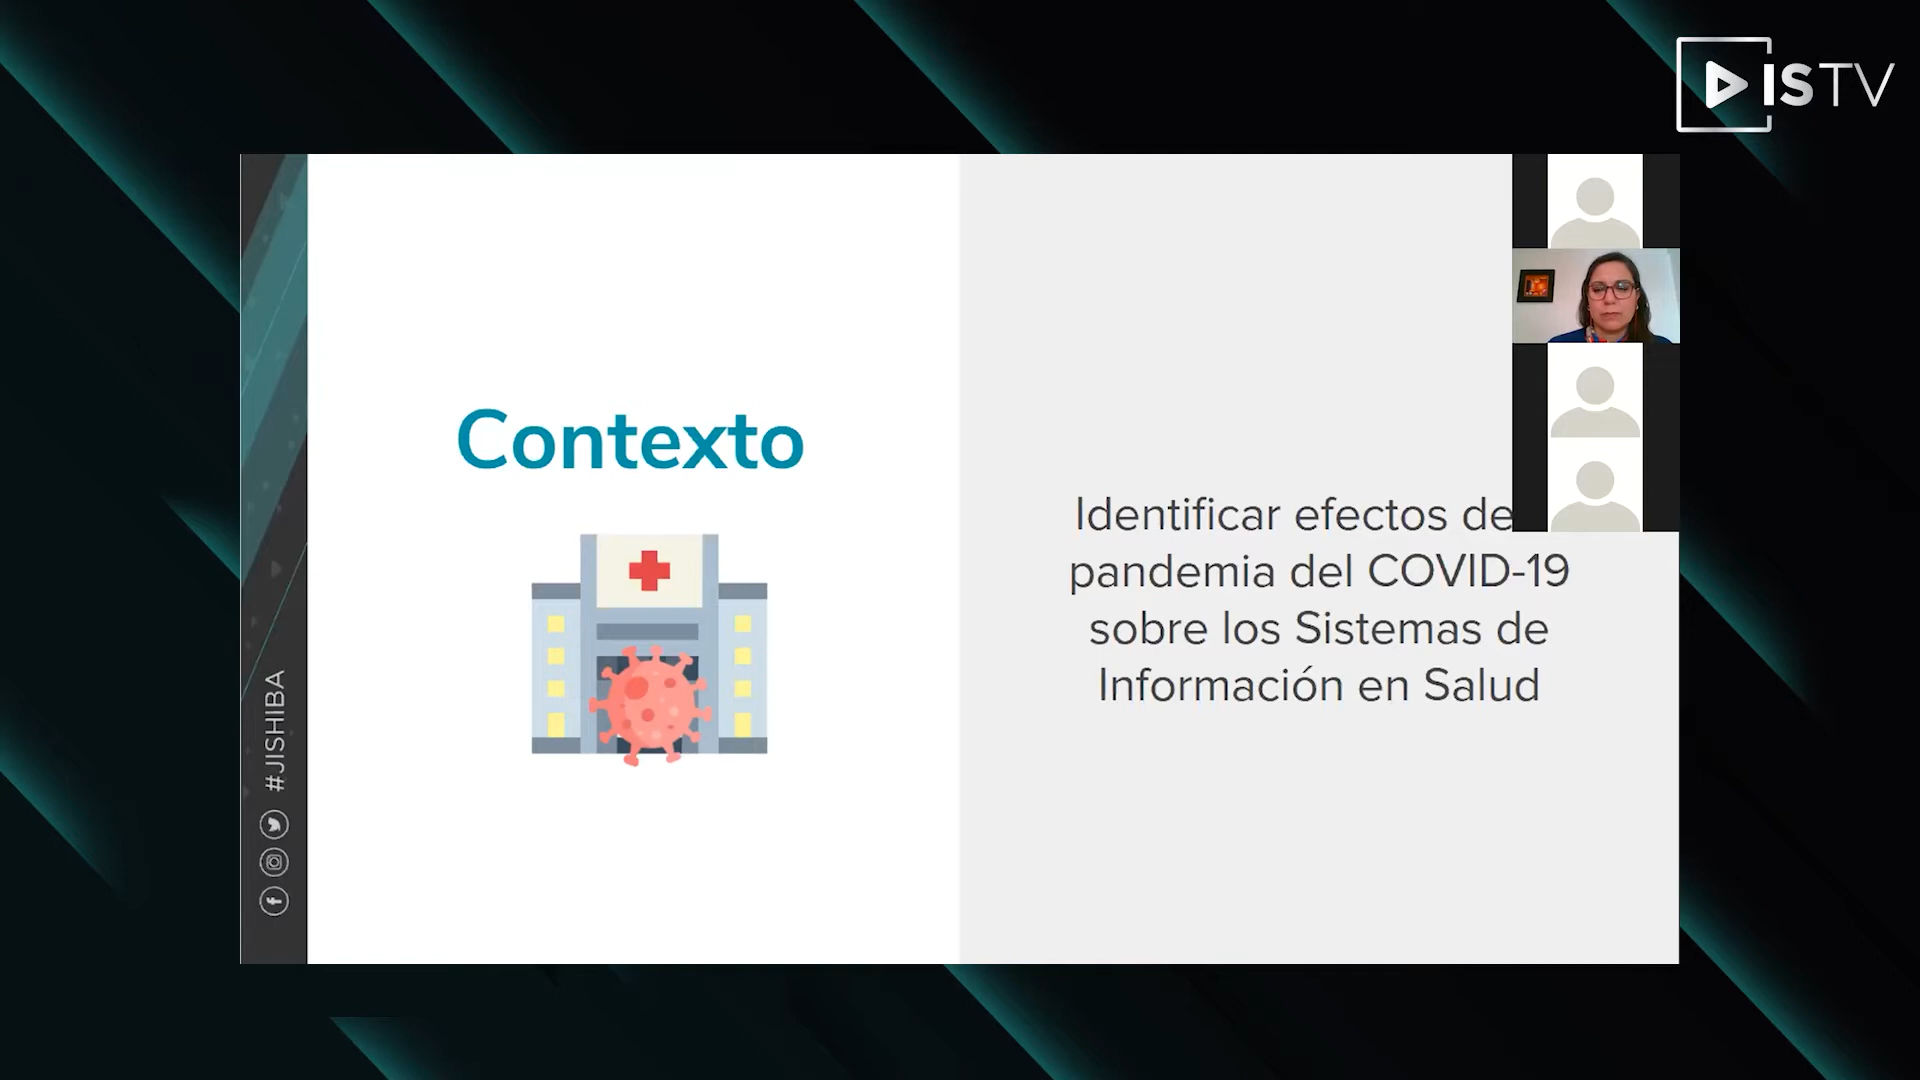 ISTV
Contexto
Identificar efectos de
pandemia del COVID-19
sobre los Sistemas de
Información en Salud
#JISHIBA